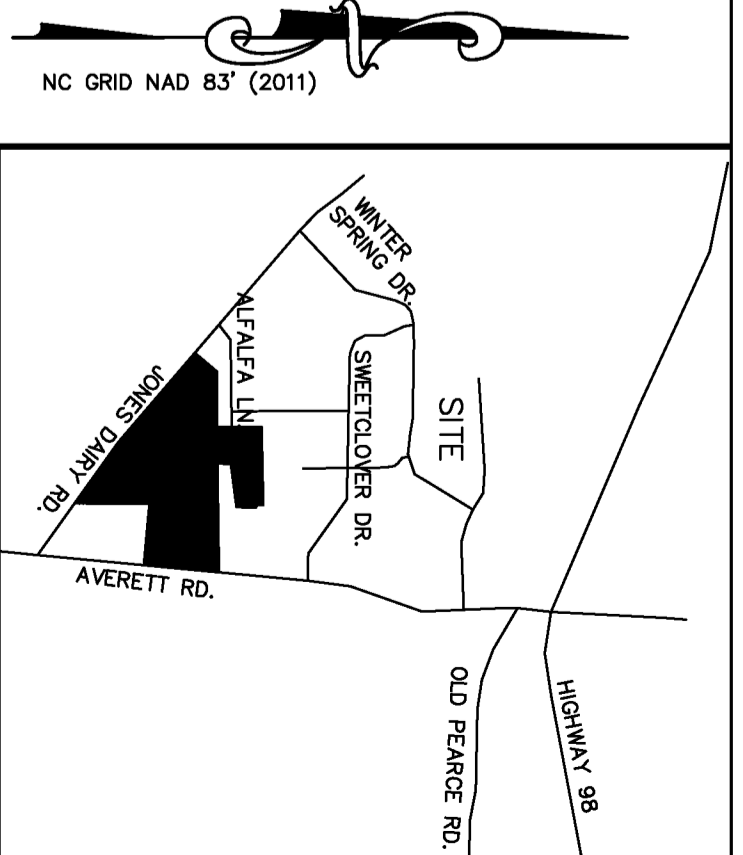 NC GRID NAD 83' (2011)
WINTER
SPRING DR.
ALFALFA LN.
SWEETCLOVER DR.
SITE
JONES DAIRY RD.
AVERETT RD.
OLD PEARCE RD.
HIGHWAY 98